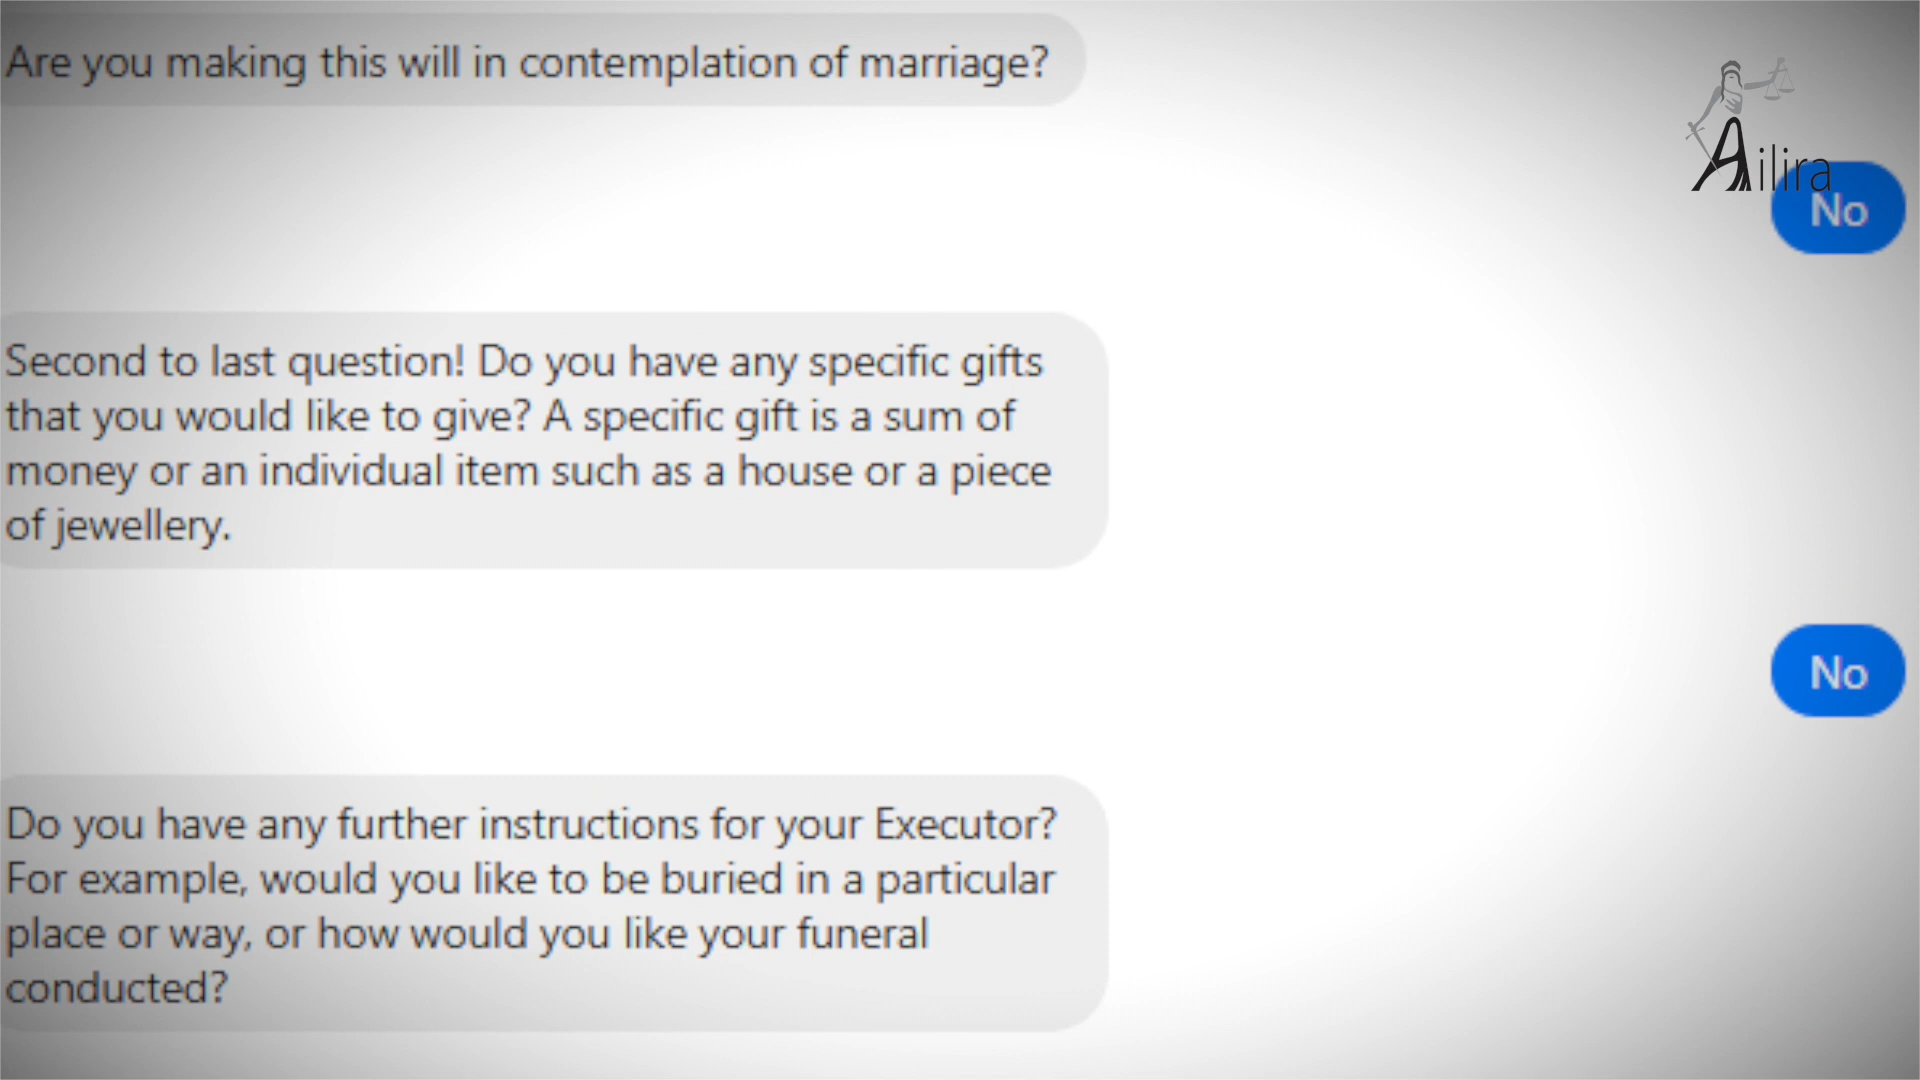 Are you making this will in contemplation of marriage?
Ailira
No
Second to last question! Do you have any specific gifts
that you would like to give? A specific gift is a sum of
money or an individual item such as a house or a piece
of jewellery.
No
Do you have any further instructions for your Executor?
For example, would you like to be buried in a particular
place or way, or how would you like your funeral
conducted?